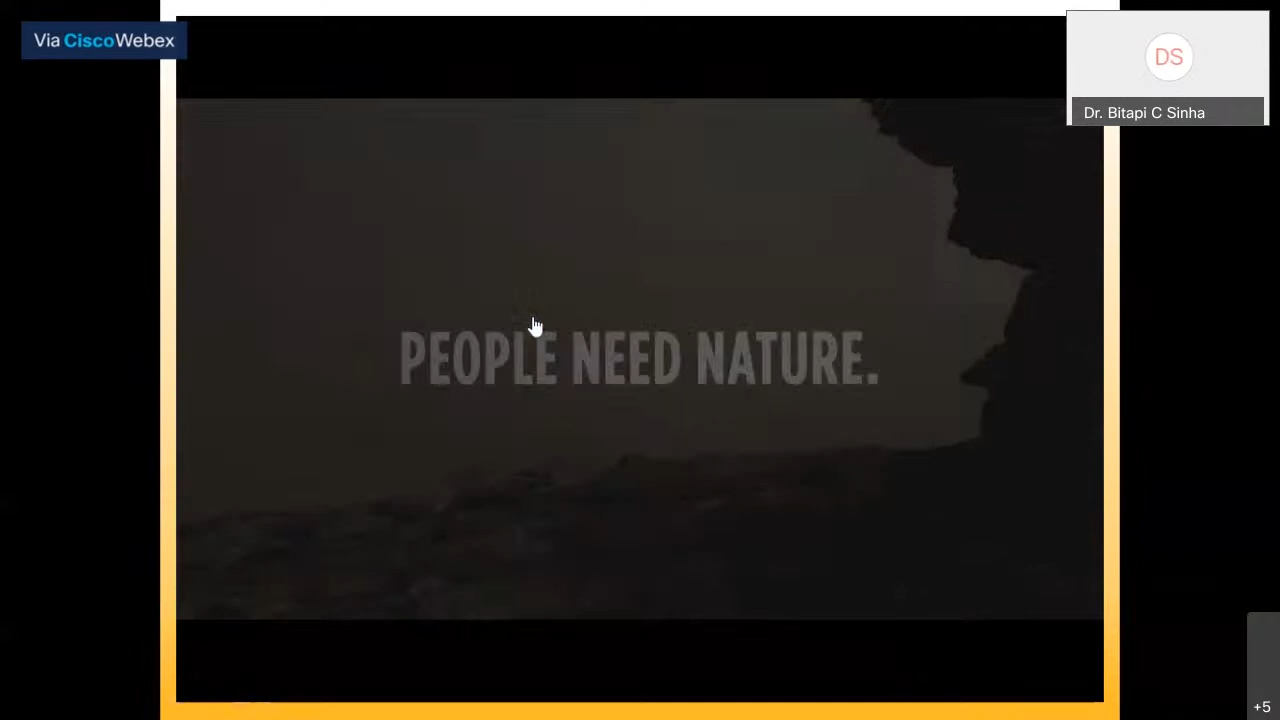 Via CiscoWebex
DS
Dr. Bitapi C Sinha
PEOPLE NEED NATURE.
+5